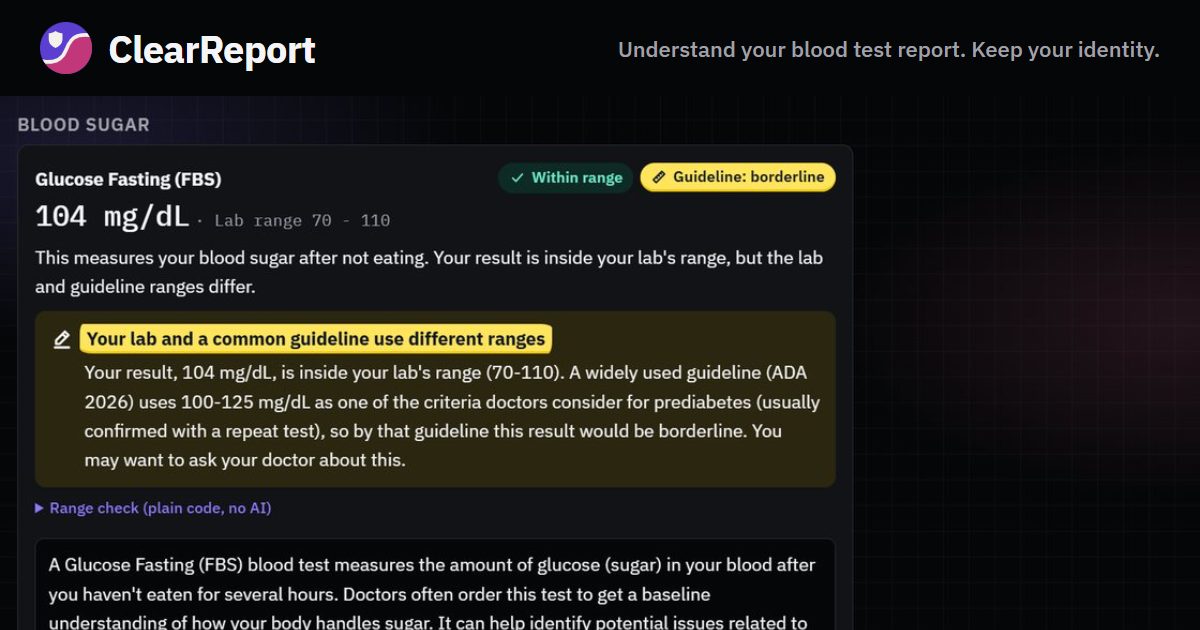 ClearReport
Understand your blood test report. Keep your identity.
BLOOD SUGAR
Glucose Fasting (FBS)
✓ Within range
Guideline: borderline
104 mg/dL · Lab range 70 - 110
This measures your blood sugar after not eating. Your result is inside your lab's range, but the lab
and guideline ranges differ.
Your lab and a common guideline use different ranges
Your result, 104 mg/dL, is inside your lab's range (70-110). A widely used guideline (ADA
2026) uses 100-125 mg/dL as one of the criteria doctors consider for prediabetes (usually
confirmed with a repeat test), so by that guideline this result would be borderline. You
may want to ask your doctor about this.
▶ Range check (plain code, no AI)
A Glucose Fasting (FBS) blood test measures the amount of glucose (sugar) in your blood after
you haven't eaten for several hours. Doctors often order this test to get a baseline
understanding of how your body handles sugar. It can help identify potential issues related to